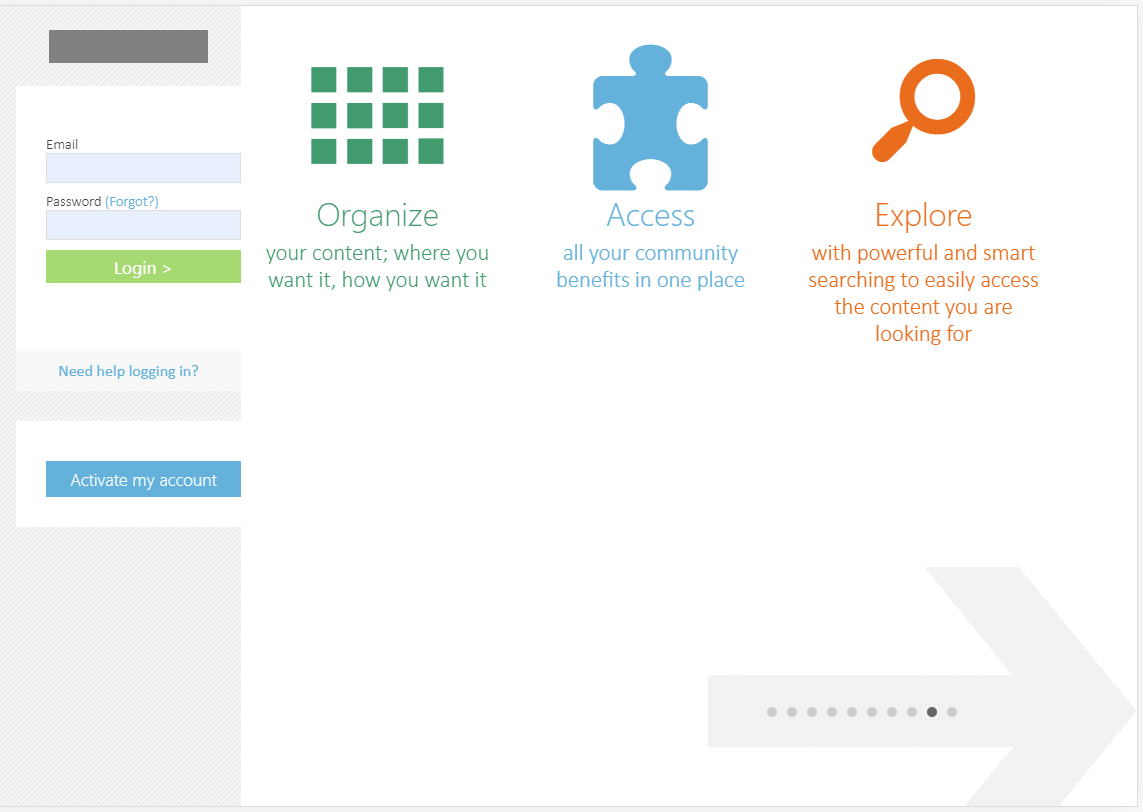 Email
Password (Forgot?)
Login >
Need help logging in?
Activate my account
Organize
your content; where you
want it, how you want it
Access
all your community
benefits in one place
Explore
with powerful and smart
searching to easily access
the content you are
looking for